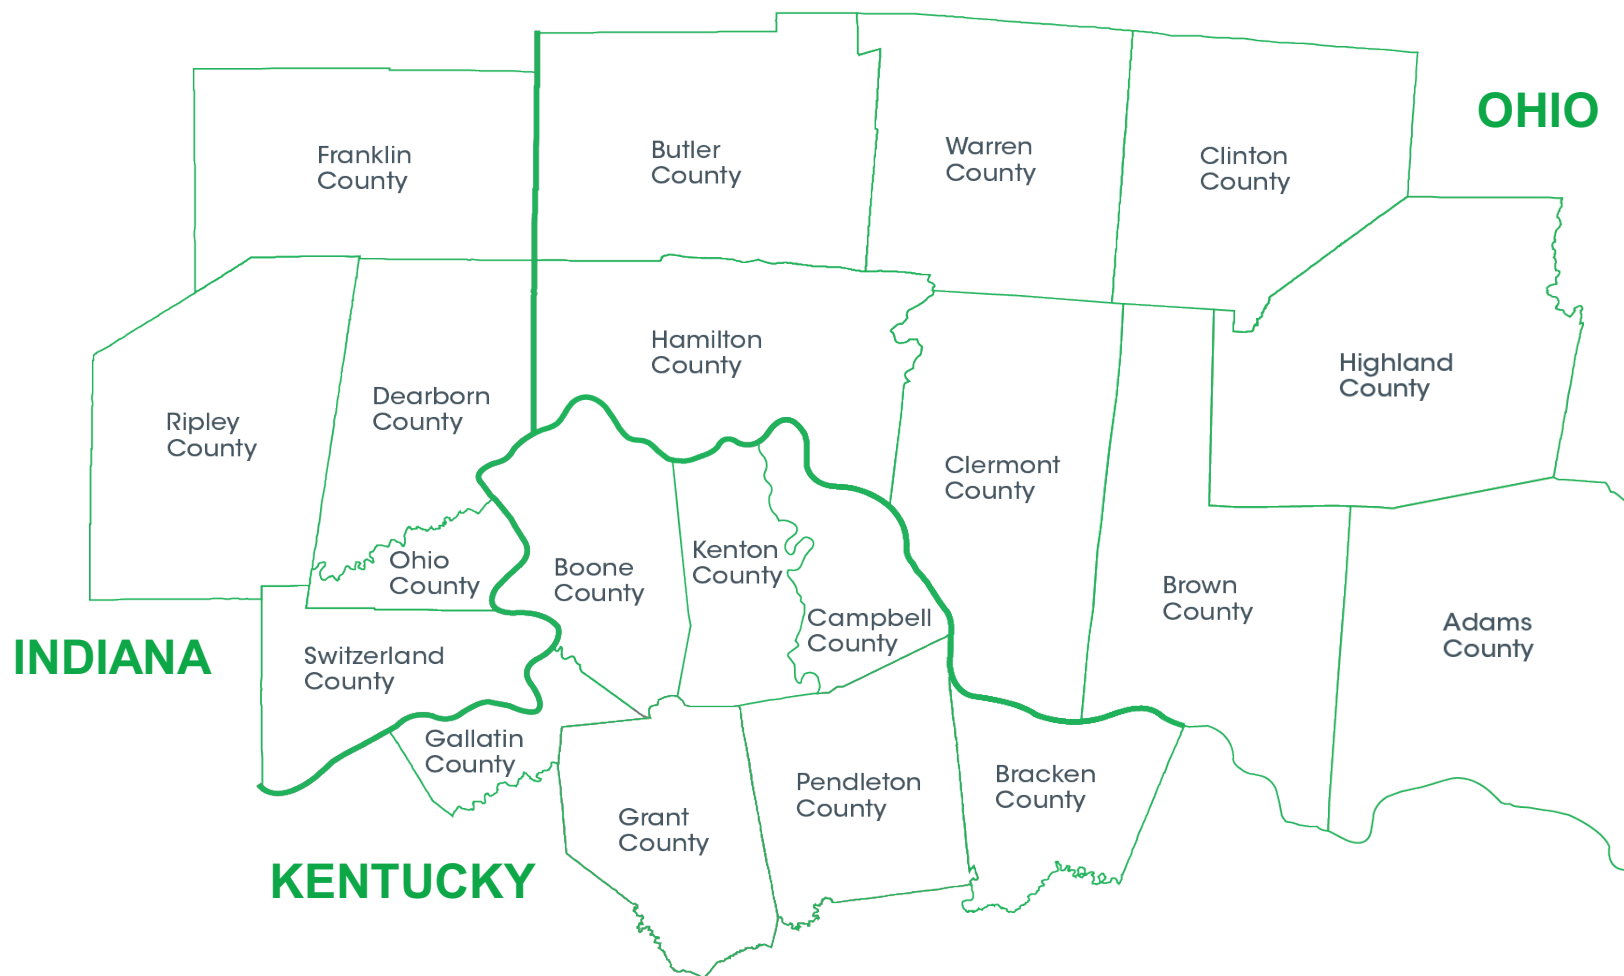 OHIO
Franklin
County
Butler
County
Warren
County
Clinton
County
Hamilton
County
Highland
County
Dearborn
County
Ripley
County
Clermont
County
Ohio
County
Boone
County
Kenton
County
Brown
County
Campbell
County
Adams
County
INDIANA
Switzerland
County
Gallatin
County
Pendleton
County
Bracken
County
Grant
County
KENTUCKY